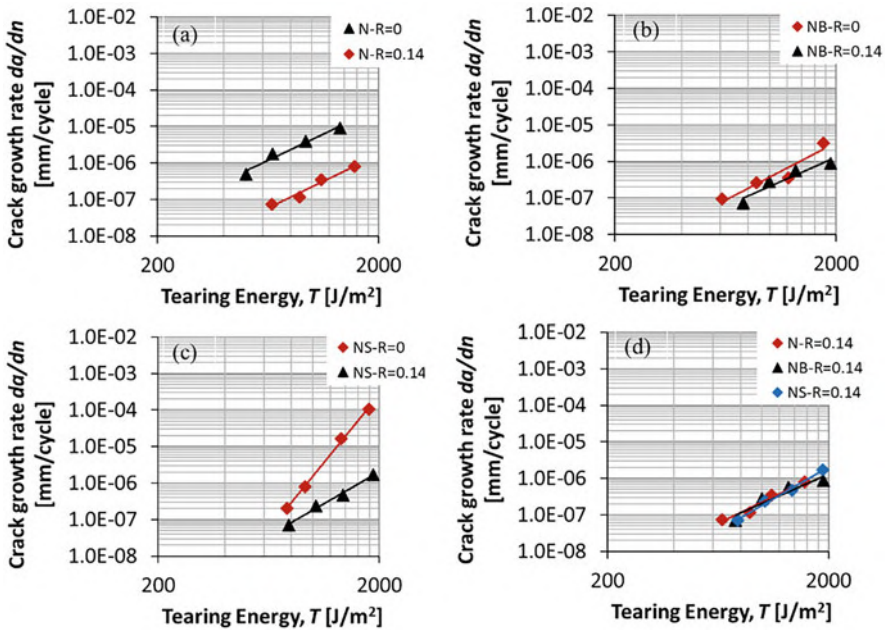 (a)
N-R=0
N-R=0.14
1.0E-02
1.0E-03
1.0E-04
1.0E-05
1.0E-06
1.0E-07
1.0E-08
200
2000
Crack growth rate da/dn
[mm/cycle]
Tearing Energy, T [J/m²]
(b)
NB-R=0
NB-R=0.14
1.0E-02
1.0E-03
1.0E-04
1.0E-05
1.0E-06
1.0E-07
1.0E-08
200
2000
Crack growth rate da/dn
[mm/cycle]
Tearing Energy, T [J/m²]
(c)
NS-R=0
NS-R=0.14
1.0E-02
1.0E-03
1.0E-04
1.0E-05
1.0E-06
1.0E-07
1.0E-08
200
2000
Crack growth rate da/dn
[mm/cycle]
Tearing Energy, T [J/m²]
(d)
N-R=0.14
NB-R=0.14
NS-R=0.14
1.0E-02
1.0E-03
1.0E-04
1.0E-05
1.0E-06
1.0E-07
1.0E-08
200
2000
Crack growth rate da/dn
[mm/cycle]
Tearing Energy, T [J/m²]